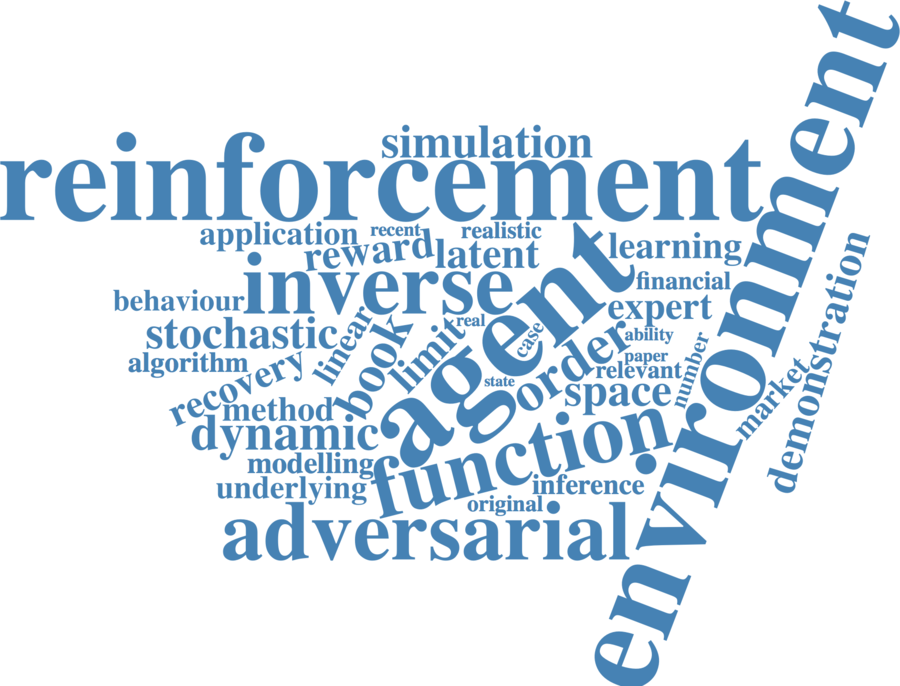 simulation
reinforcement
environment
application
recent
realistic
reward
latent
learning
inverse
agent
financial
behaviour
expert
stochastic
linear
book
limit
real
case
order
ability
algorithm
recovery
paper
relevant
number
market
demonstration
state
space
method
dynamic
function
modelling
underlying
inference
original
adversarial